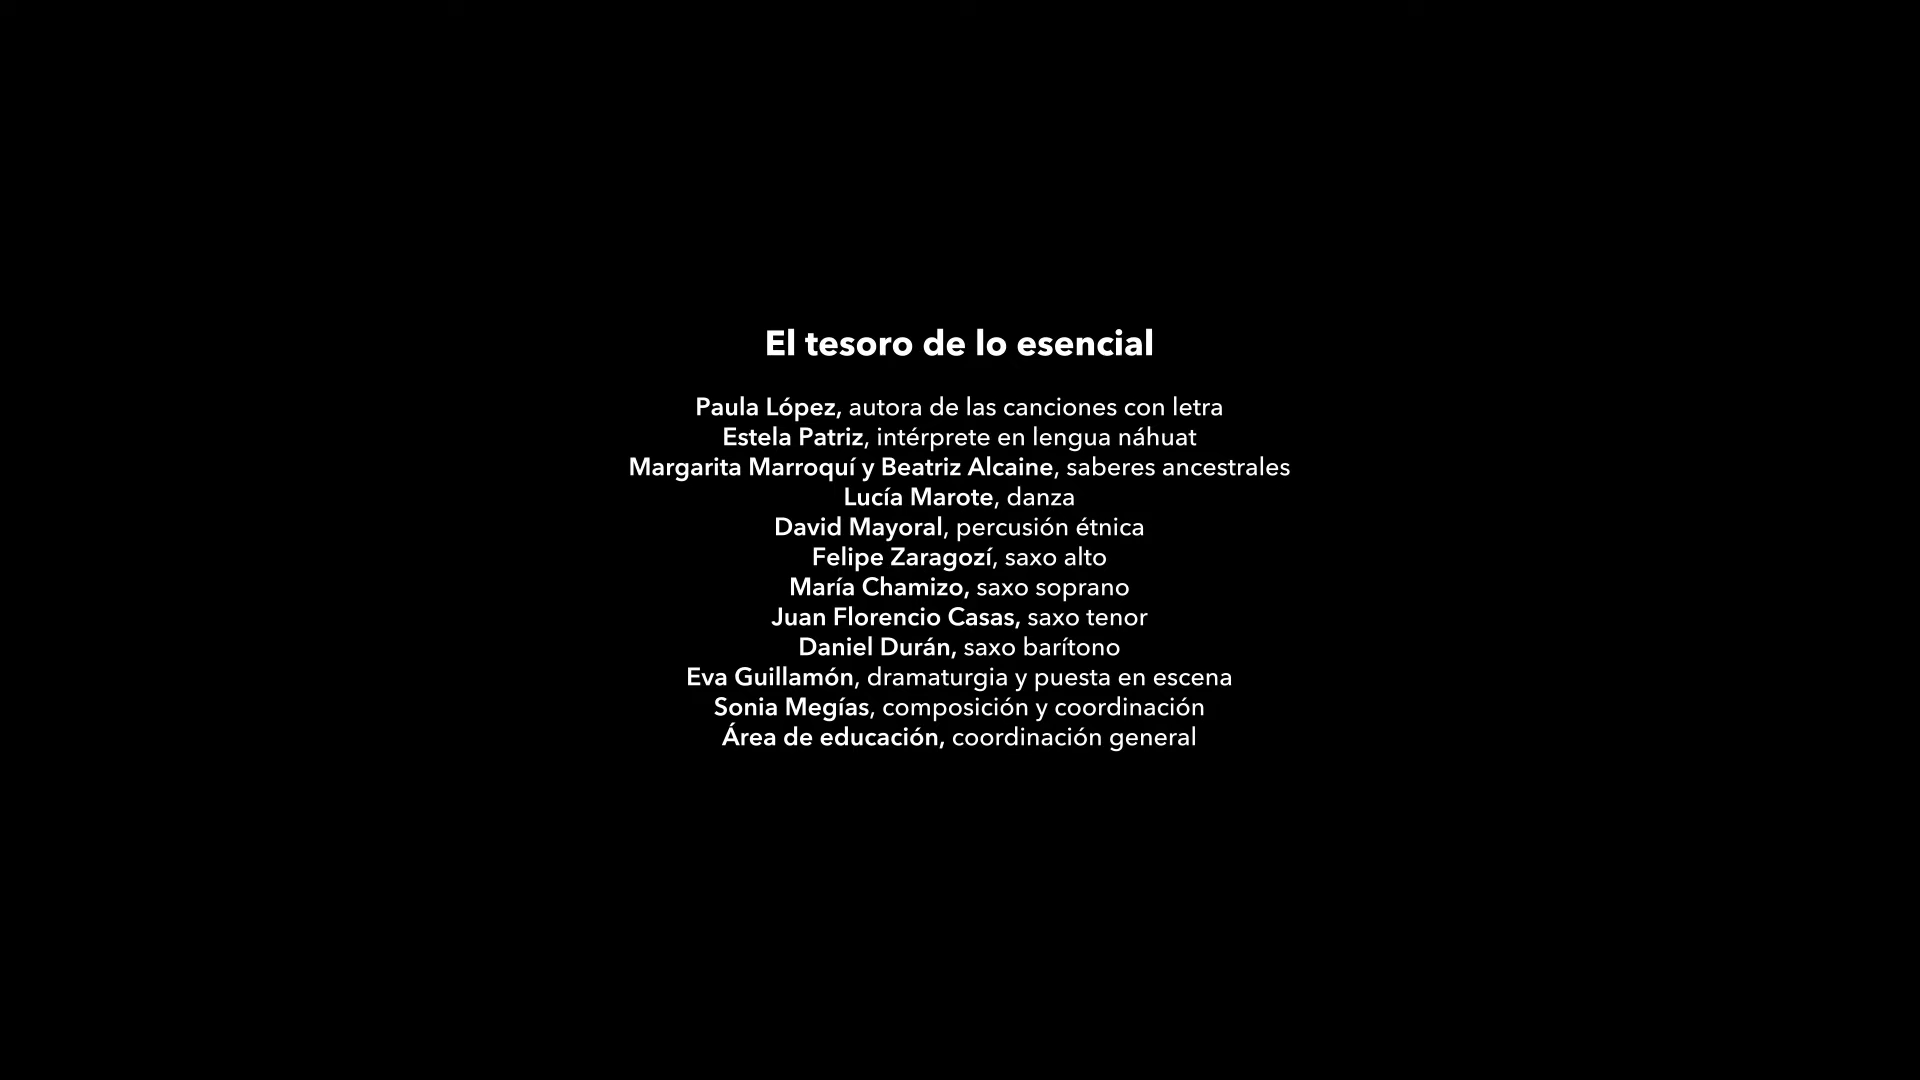 El tesoro de lo esencial
Paula López, autora de las canciones con letra
Estela Patriz, intérprete en lengua náhuat
Margarita Marroquí y Beatriz Alcaine, saberes ancestrales
Lucía Marote, danza
David Mayoral, percusión étnica
Felipe Zaragozí, saxo alto
María Chamizo, saxo soprano
Juan Florencio Casas, saxo tenor
Daniel Durán, saxo barítono
Eva Guillamón, dramaturgia y puesta en escena
Sonia Megías, composición y coordinación
Área de educación, coordinación general